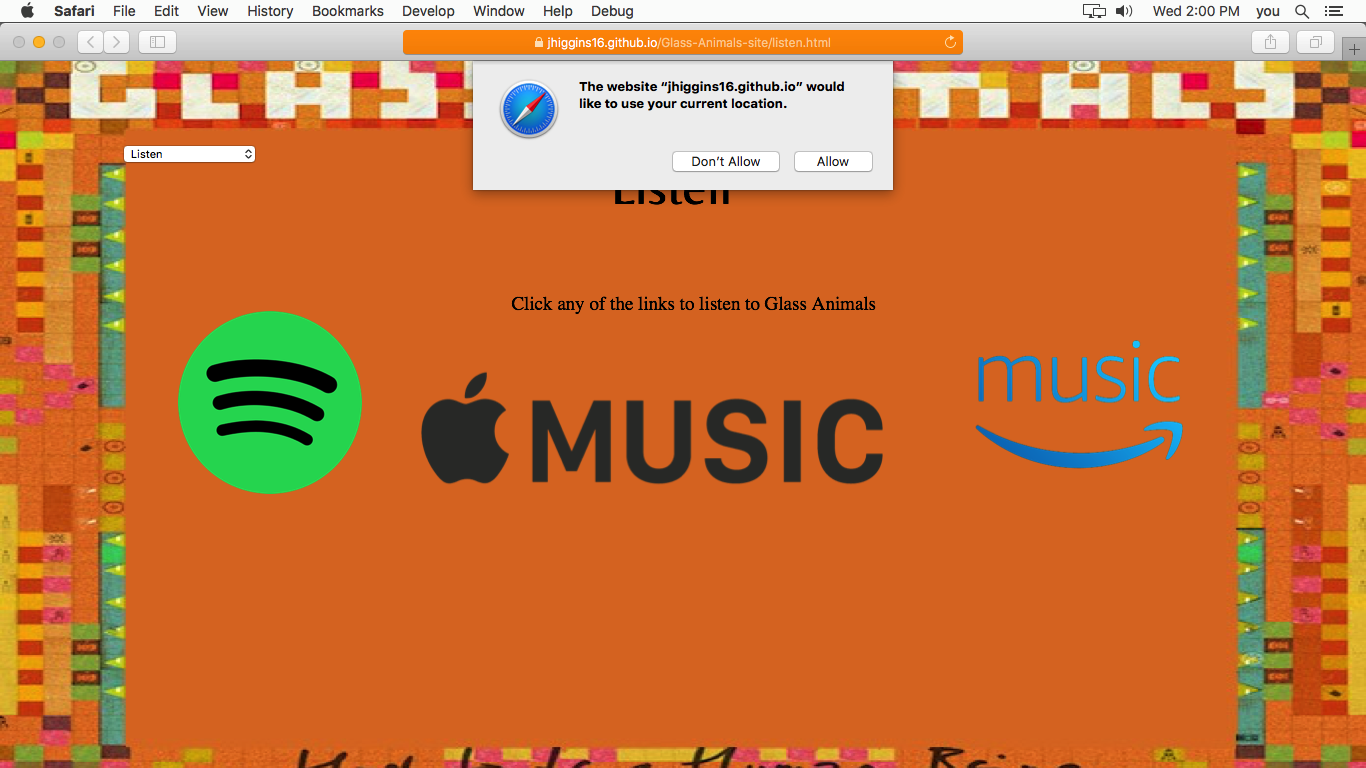 Safari File Edit View History Bookmarks Develop Window Help Debug Wed 2:00 PM you
jhiggins16.github.io/Glass-Animals-site/listen.html
The website “jhiggins16.github.io” would
like to use your current location.
Don’t Allow Allow
Listen
Listen
Click any of the links to listen to Glass Animals
music
MUSIC